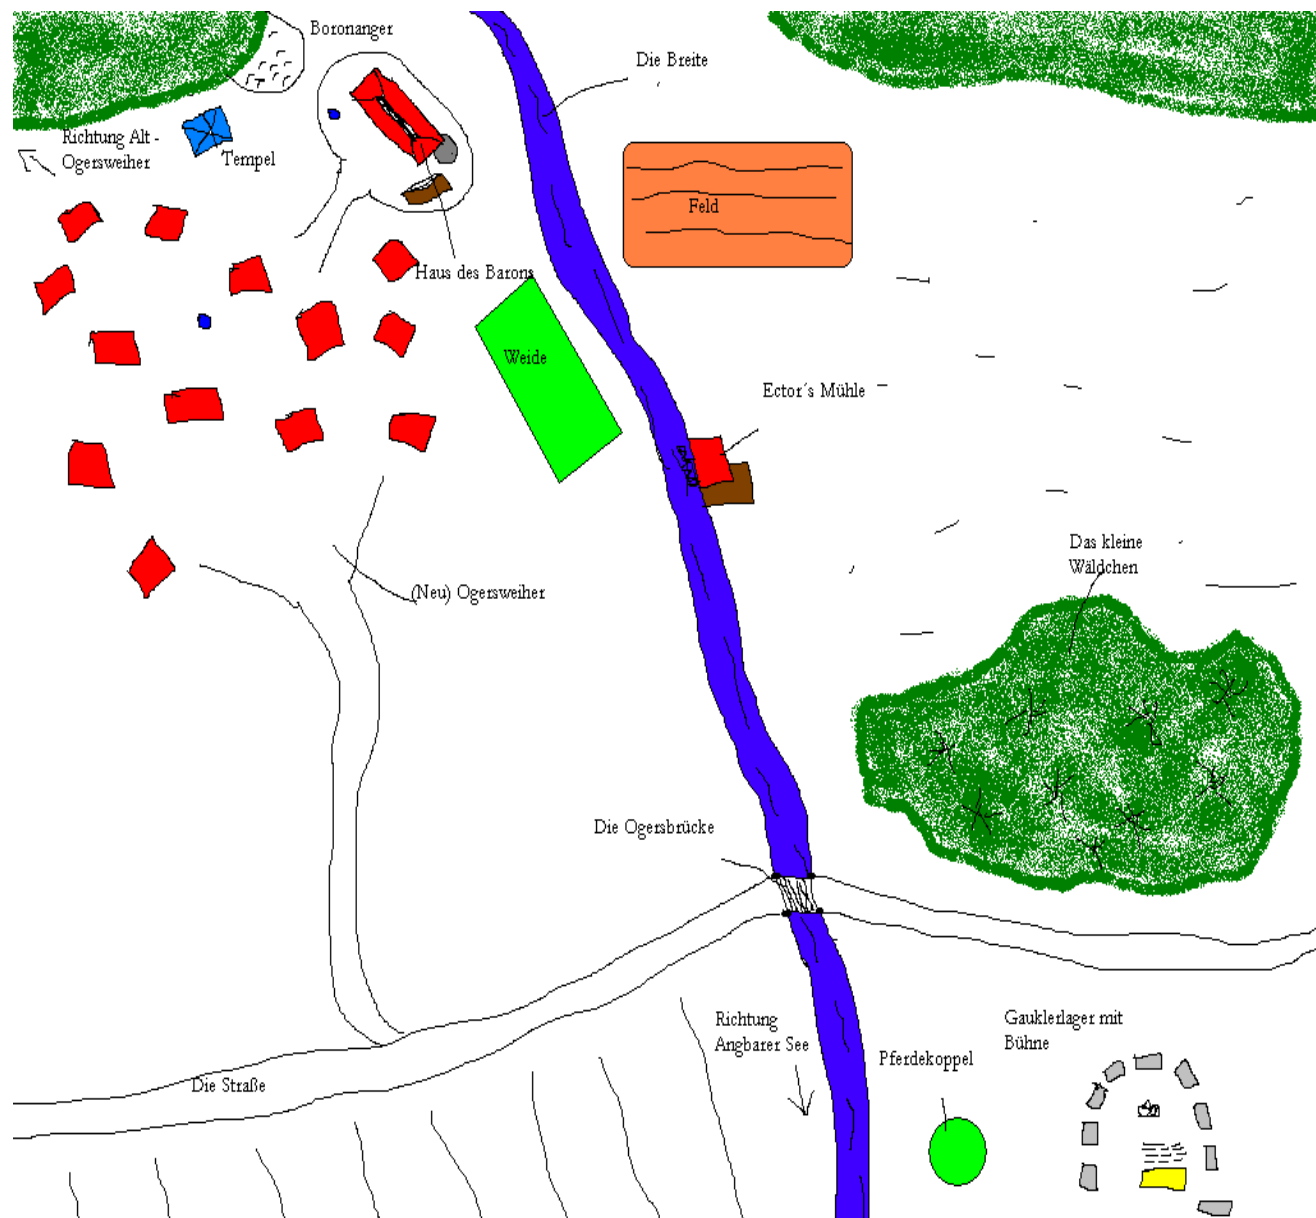 Boronanger
Die Breite
Richtung Alt -
Ogersweiher
Tempel
Feld
Haus des Barons
Weide
Ector´s Mühle
Das kleine
Wäldchen
(Neu) Ogersweiher
Die Ogersbrücke
Richtung
Angbarer See
Gauklerlager mit
Bühne
Pferdekoppel
Die Straße